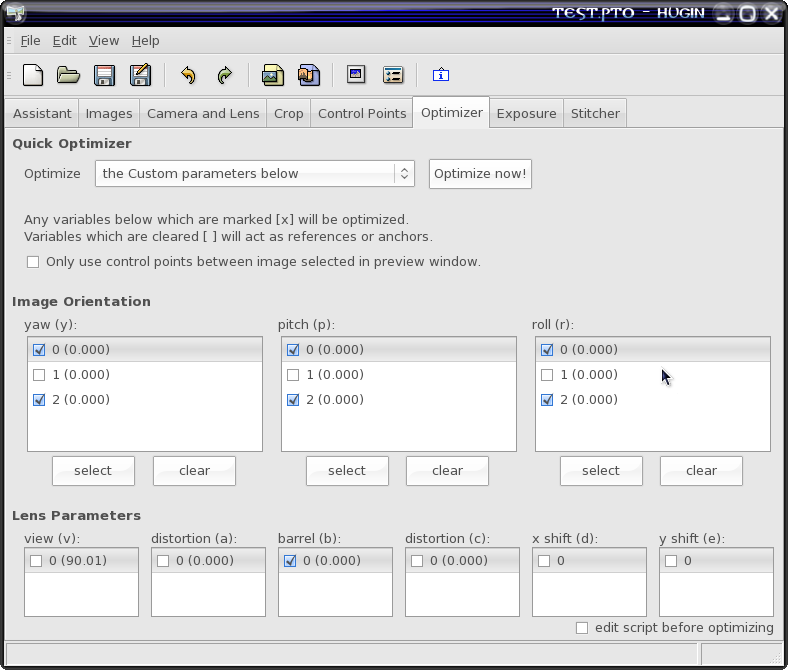 TEST.PTO - HUGIN
File Edit View Help
Assistant Images Camera and Lens Crop Control Points Optimizer Exposure Stitcher
Quick Optimizer
Optimize the Custom parameters below Optimize now!
Any variables below which are marked [x] will be optimized.
Variables which are cleared [ ] will act as references or anchors.
Only use control points between image selected in preview window.
Image Orientation
yaw (y): pitch (p): roll (r):
0 (0.000) 0 (0.000) 0 (0.000)
1 (0.000) 1 (0.000) 1 (0.000)
2 (0.000) 2 (0.000) 2 (0.000)
select clear select clear select clear
Lens Parameters
view (v): distortion (a): barrel (b): distortion (c): x shift (d): y shift (e):
0 (90.01) 0 (0.000) 0 (0.000) 0 (0.000) 0 0
edit script before optimizing